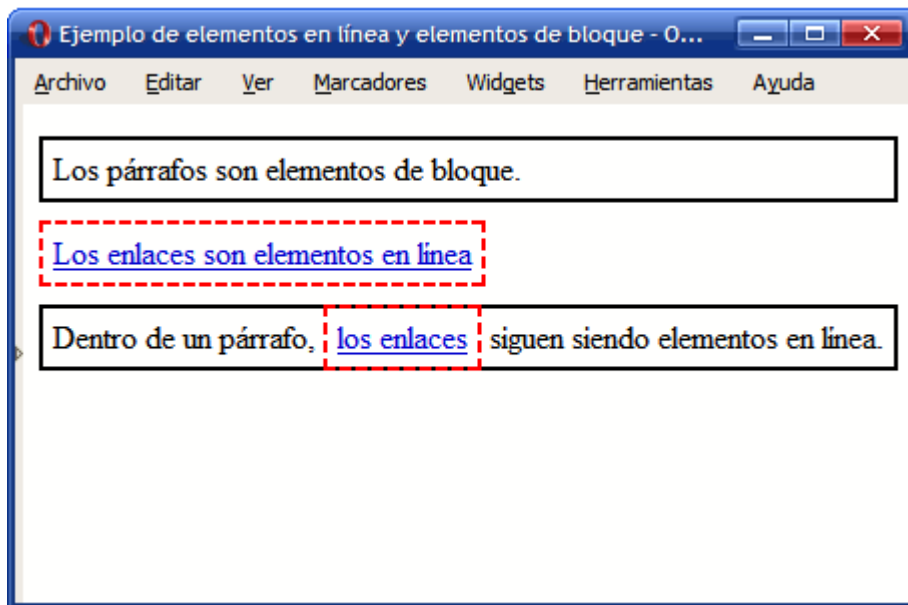 Ejemplo de elementos en línea y elementos de bloque - O...
Archivo Editar Ver Marcadores Widgets Herramientas Ayuda
Los párrafos son elementos de bloque.
Los enlaces son elementos en línea
Dentro de un párrafo, los enlaces siguen siendo elementos en línea.